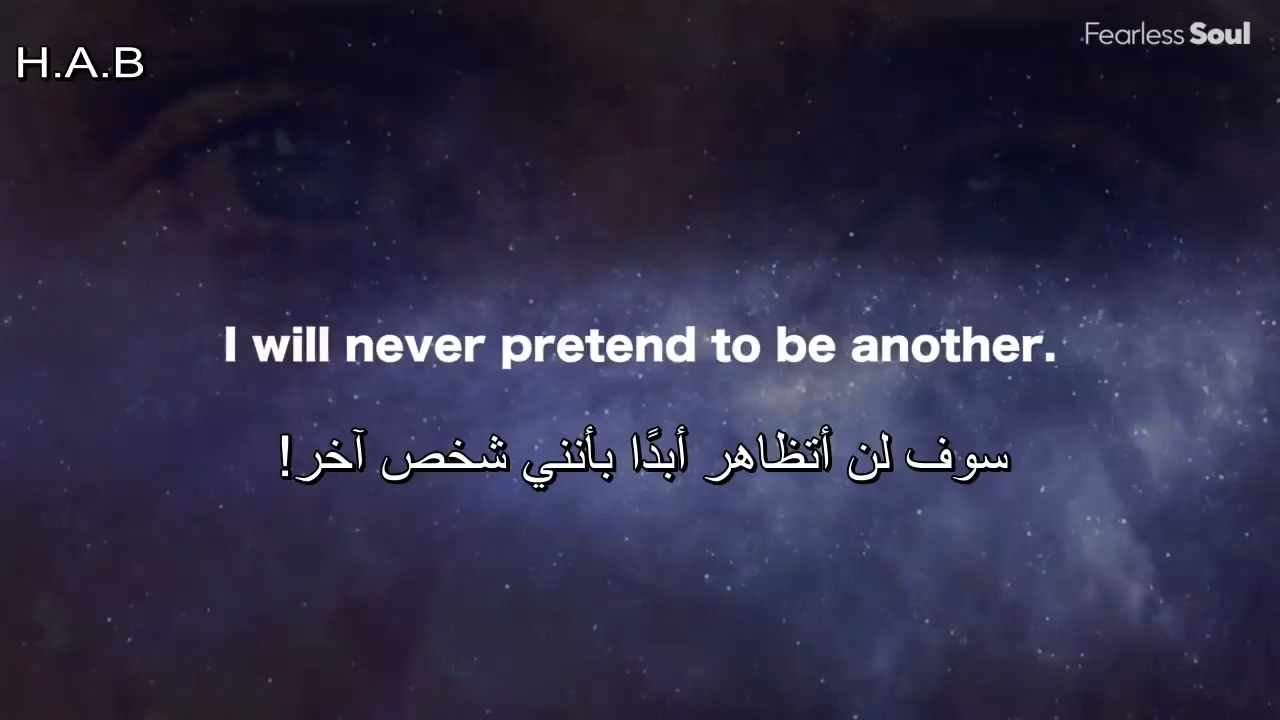 Fearless Soul
H.A.B
I will never pretend to be another.
سوف لن أتظاهر أبدًا بأنني شخص آخر!